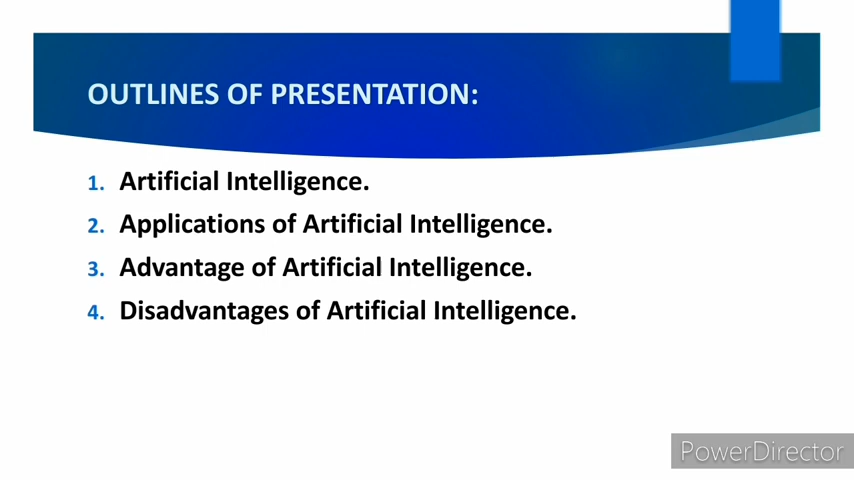 OUTLINES OF PRESENTATION:
1. Artificial Intelligence.
2. Applications of Artificial Intelligence.
3. Advantage of Artificial Intelligence.
4. Disadvantages of Artificial Intelligence.
PowerDirector